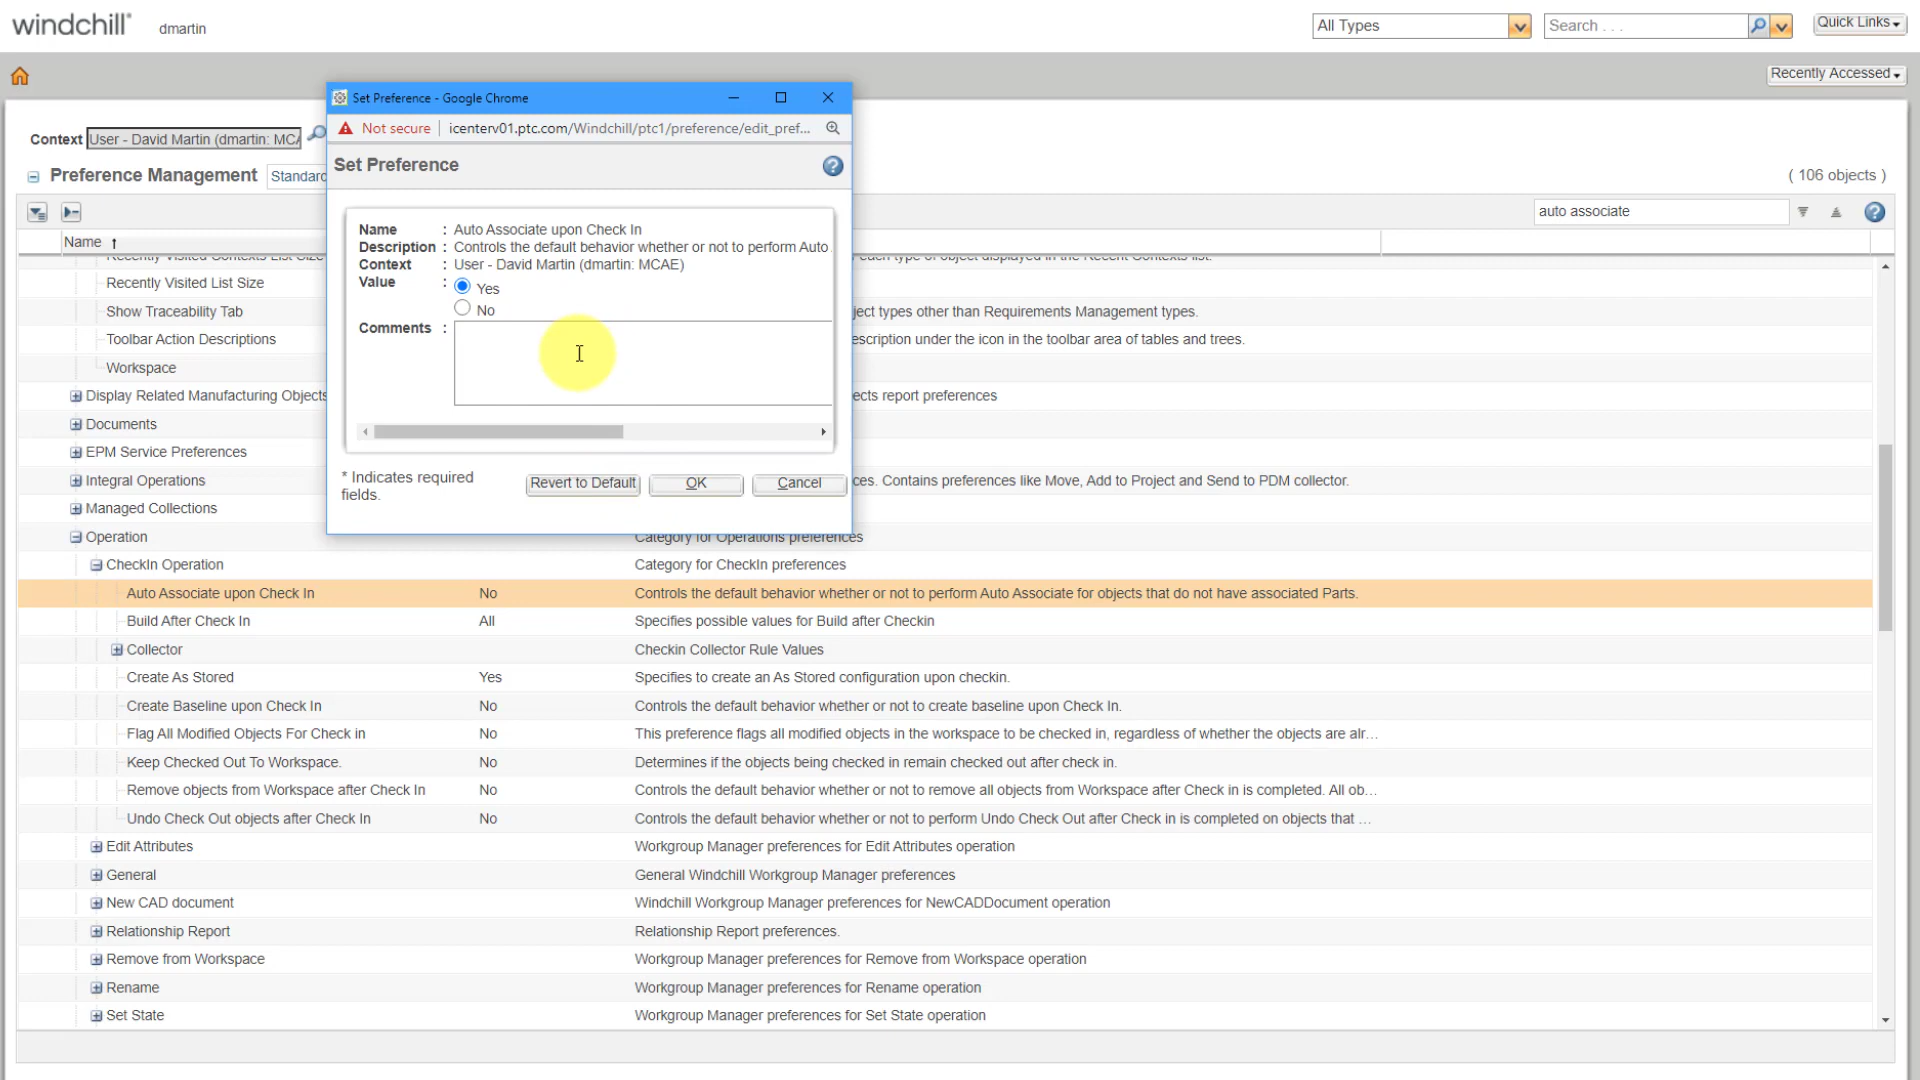 windchill®
dmartin
All Types
Search . . .
Quick Links
Recently Accessed
Set Preference - Google Chrome
Not secure
icenterv01.ptc.com/Windchill/ptc1/preference/edit_pref...
Set Preference
Name : Auto Associate upon Check In
Description : Controls the default behavior whether or not to perform Auto
Context : User - David Martin (dmartin: MCAE)
Value : Yes
No
Comments :
* Indicates required fields.
Revert to Default
OK
Cancel
Context User - David Martin (dmartin: MCA
Preference Management
Standard
( 106 objects )
auto associate
Name
Recently Visited Contexts List Size each type of object displayed in the Recent Contexts list.
Recently Visited List Size
Show Traceability Tab ject types other than Requirements Management types.
Toolbar Action Descriptions escription under the icon in the toolbar area of tables and trees.
Workspace
Display Related Manufacturing Objects ects report preferences
Documents
EPM Service Preferences
Integral Operations ces. Contains preferences like Move, Add to Project and Send to PDM collector.
Managed Collections
Operation Category for Operations preferences
CheckIn Operation Category for CheckIn preferences
Auto Associate upon Check In No Controls the default behavior whether or not to perform Auto Associate for objects that do not have associated Parts.
Build After Check In All Specifies possible values for Build after Checkin
Collector Checkin Collector Rule Values
Create As Stored Yes Specifies to create an As Stored configuration upon checkin.
Create Baseline upon Check In No Controls the default behavior whether or not to create baseline upon Check In.
Flag All Modified Objects For Check in No This preference flags all modified objects in the workspace to be checked in, regardless of whether the objects are alr...
Keep Checked Out To Workspace. No Determines if the objects being checked in remain checked out after check in.
Remove objects from Workspace after Check In No Controls the default behavior whether or not to remove all objects from Workspace after Check in is completed. All ob...
Undo Check Out objects after Check In No Controls the default behavior whether or not to perform Undo Check Out after Check in is completed on objects that ...
Edit Attributes Workgroup Manager preferences for Edit Attributes operation
General General Windchill Workgroup Manager preferences
New CAD document Windchill Workgroup Manager preferences for NewCADDocument operation
Relationship Report Relationship Report preferences.
Remove from Workspace Workgroup Manager preferences for Remove from Workspace operation
Rename Workgroup Manager preferences for Rename operation
Set State Workgroup Manager preferences for Set State operation